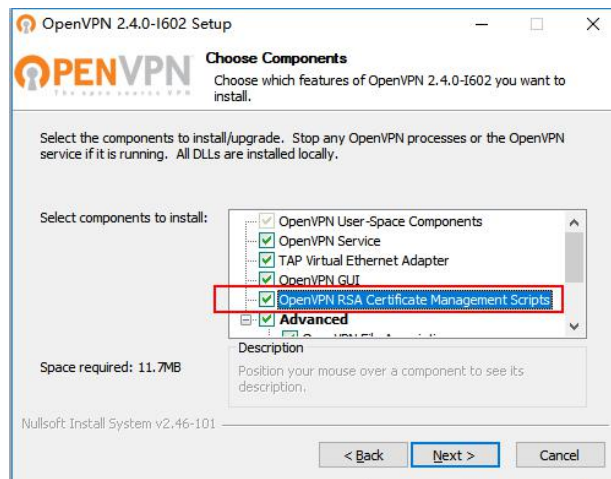 OpenVPN 2.4.0-I602 Setup
OPENVPN
The open source VPN
Choose Components
Choose which features of OpenVPN 2.4.0-I602 you want to
install.
Select the components to install/upgrade. Stop any OpenVPN processes or the OpenVPN
service if it is running. All DLLs are installed locally.
Select components to install:
OpenVPN User-Space Components
OpenVPN Service
TAP Virtual Ethernet Adapter
OpenVPN GUI
OpenVPN RSA Certificate Management Scripts
Advanced
Space required: 11.7MB
Description
Position your mouse over a component to see its
description.
Nullsoft Install System v2.46-101
< Back
Next >
Cancel